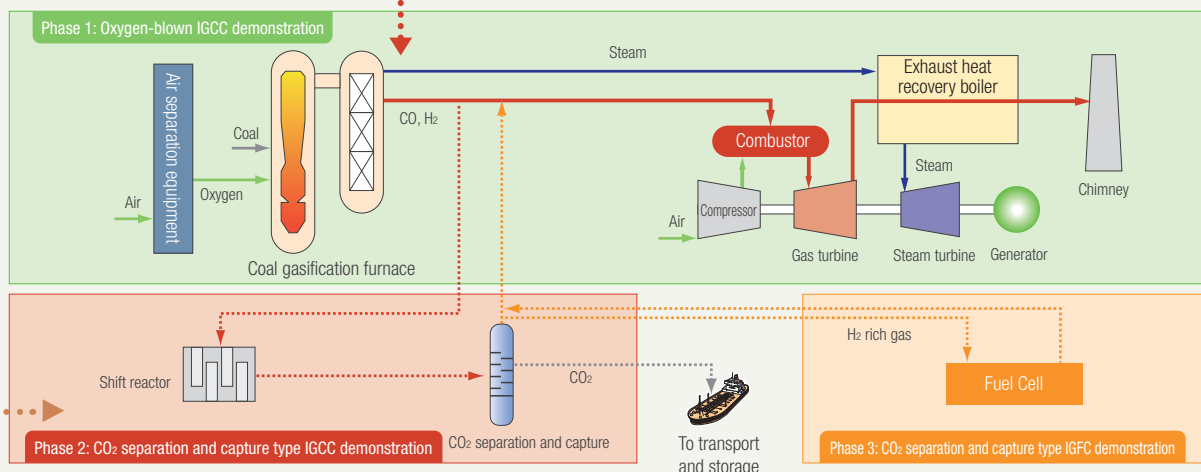 Phase 1: Oxygen-blown IGCC demonstration
Steam
Air separation equipment
Exhaust heat
recovery boiler
CO, H₂
Coal
Combustor
Oxygen
Steam
Air
Compressor
Chimney
Air
Coal gasification furnace
Gas turbine
Steam turbine
Generator
H₂ rich gas
Shift reactor
CO₂
Fuel Cell
CO₂ separation and capture
To transport
and storage
Phase 2: CO₂ separation and capture type IGCC demonstration
Phase 3: CO₂ separation and capture type IGFC demonstration